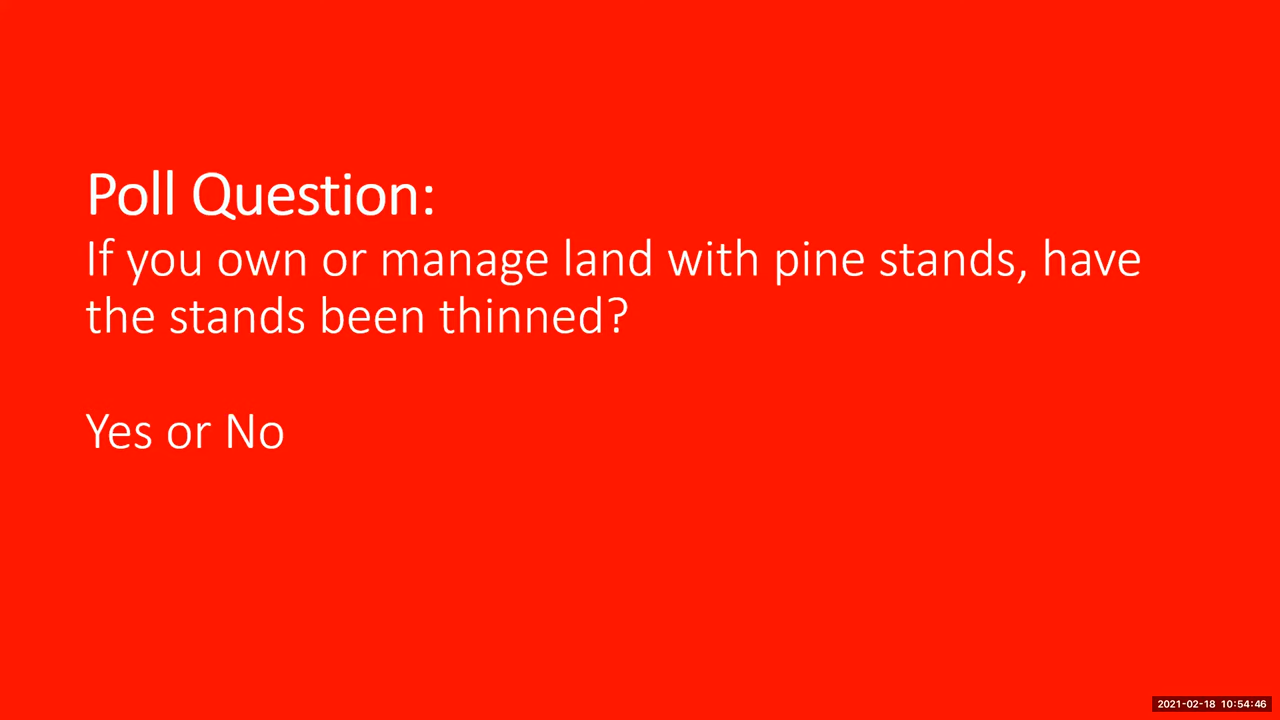 Poll Question:
If you own or manage land with pine stands, have
the stands been thinned?
Yes or No
2021-02-18 10:54:46